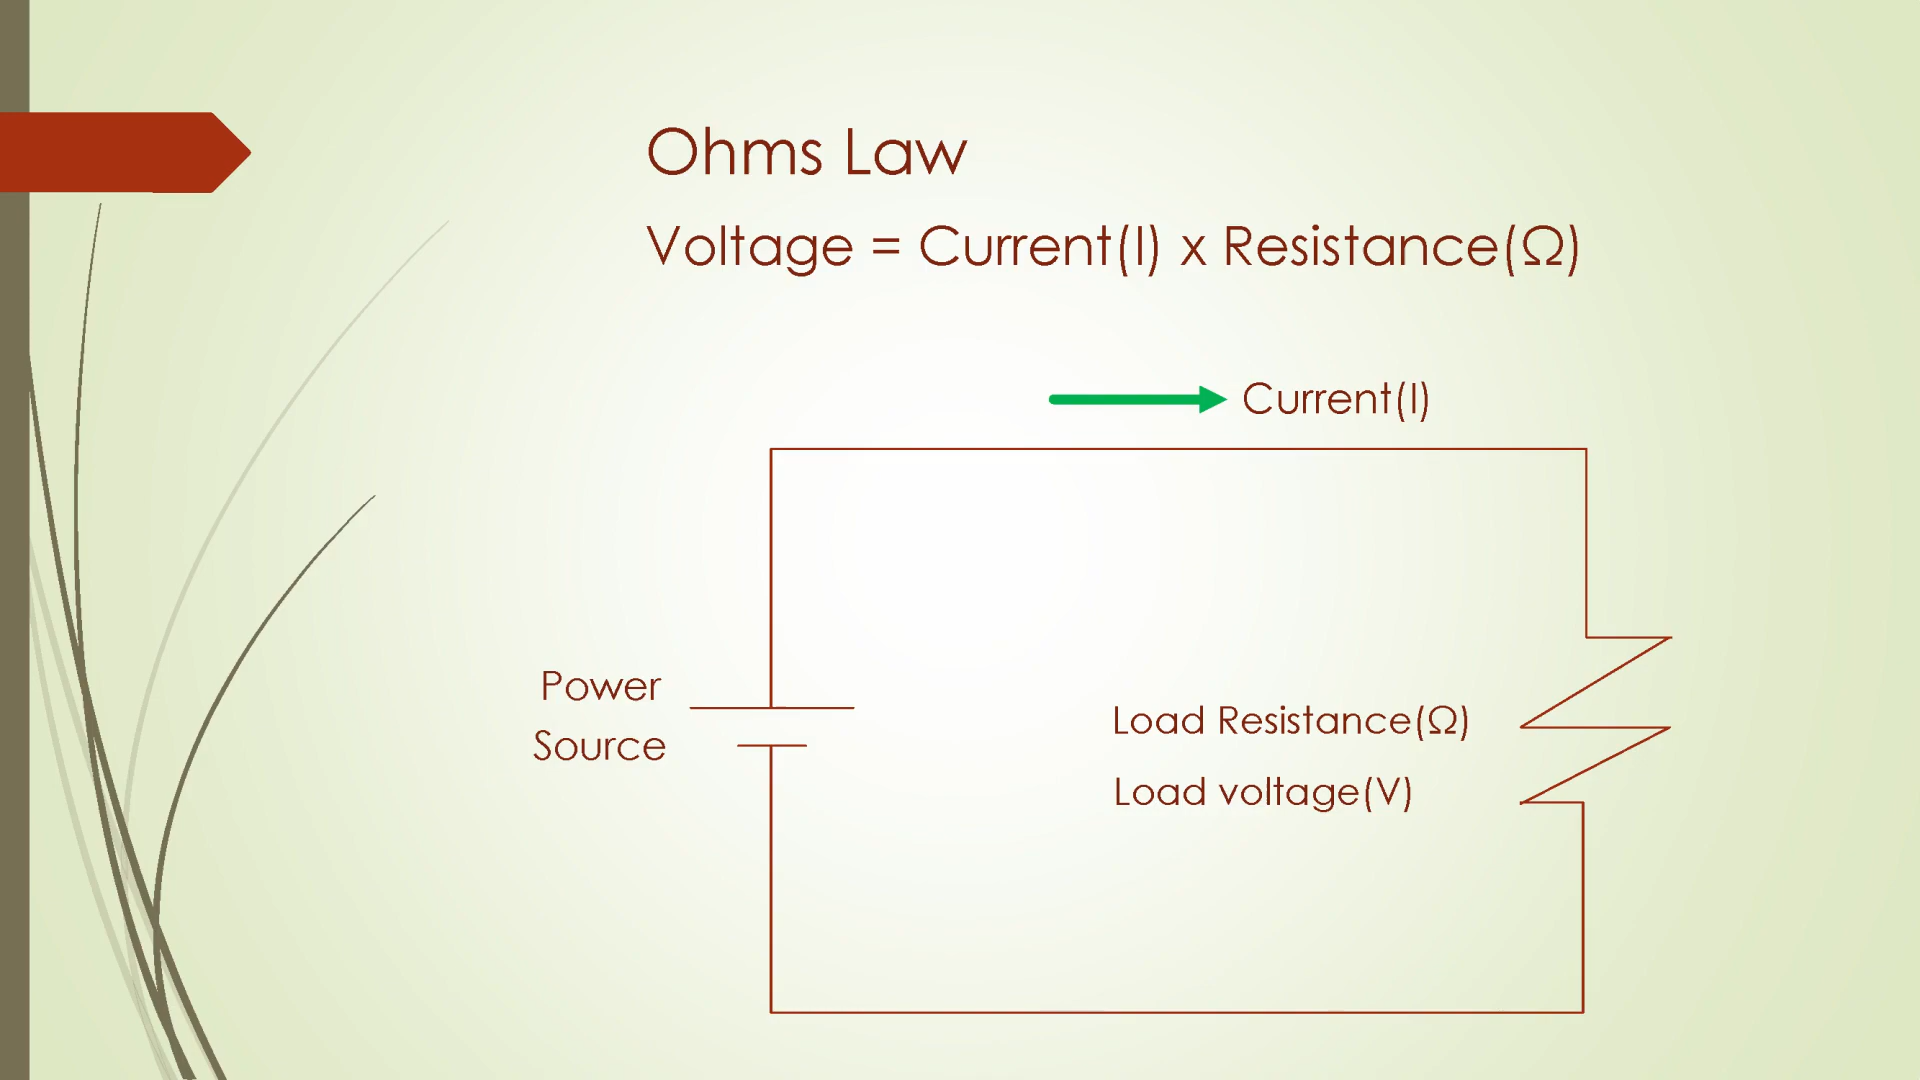 Ohms Law
Voltage = Current(I) x Resistance(Ω)
Current(I)
Power
Source
Load Resistance(Ω)
Load voltage(V)